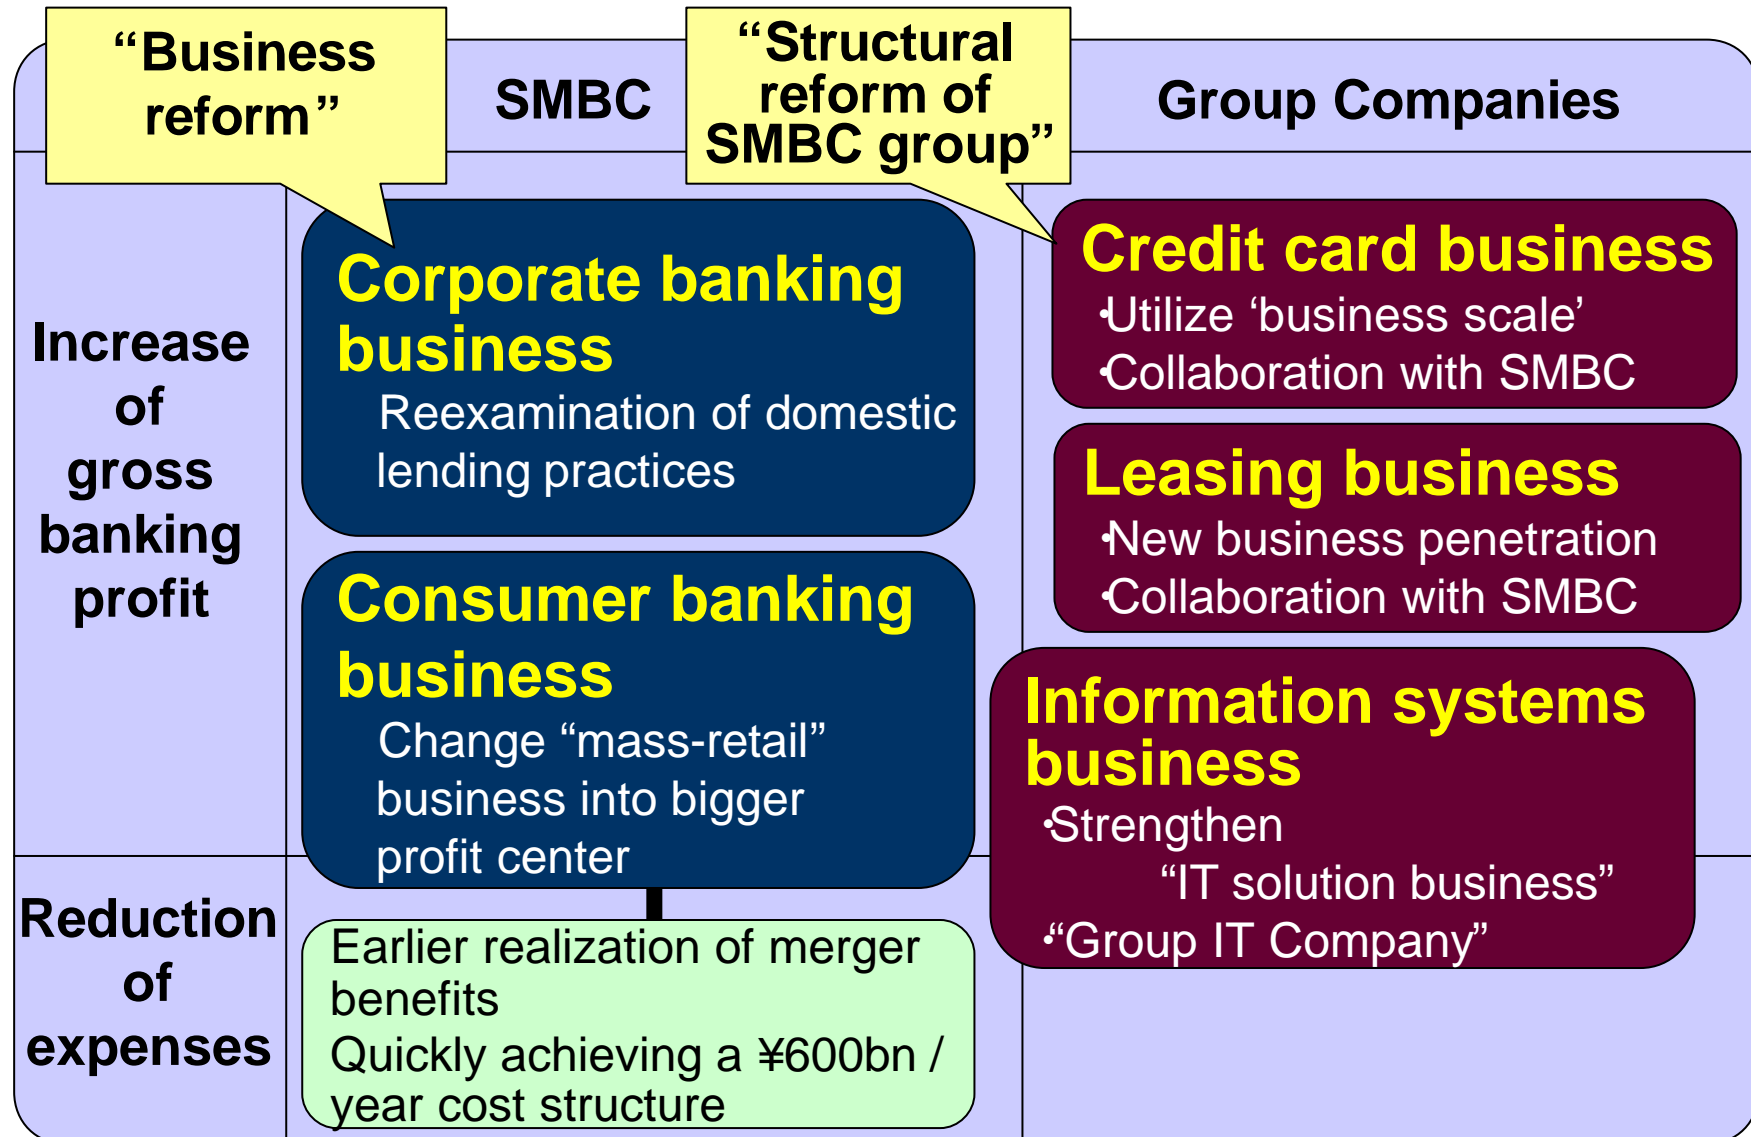 “Business
reform”
SMBC
“Structural
reform of
SMBC group”
Group Companies
Increase
of
gross
banking
profit
Corporate banking
business
Reexamination of domestic
lending practices
Consumer banking
business
Change “mass-retail”
business into bigger
profit center
Credit card business
・Utilize ‘business scale’
・Collaboration with SMBC
Leasing business
・New business penetration
・Collaboration with SMBC
Information systems
business
・Strengthen
“IT solution business”
・“Group IT Company”
Reduction
of
expenses
Earlier realization of merger
benefits
Quickly achieving a ¥600bn /
year cost structure